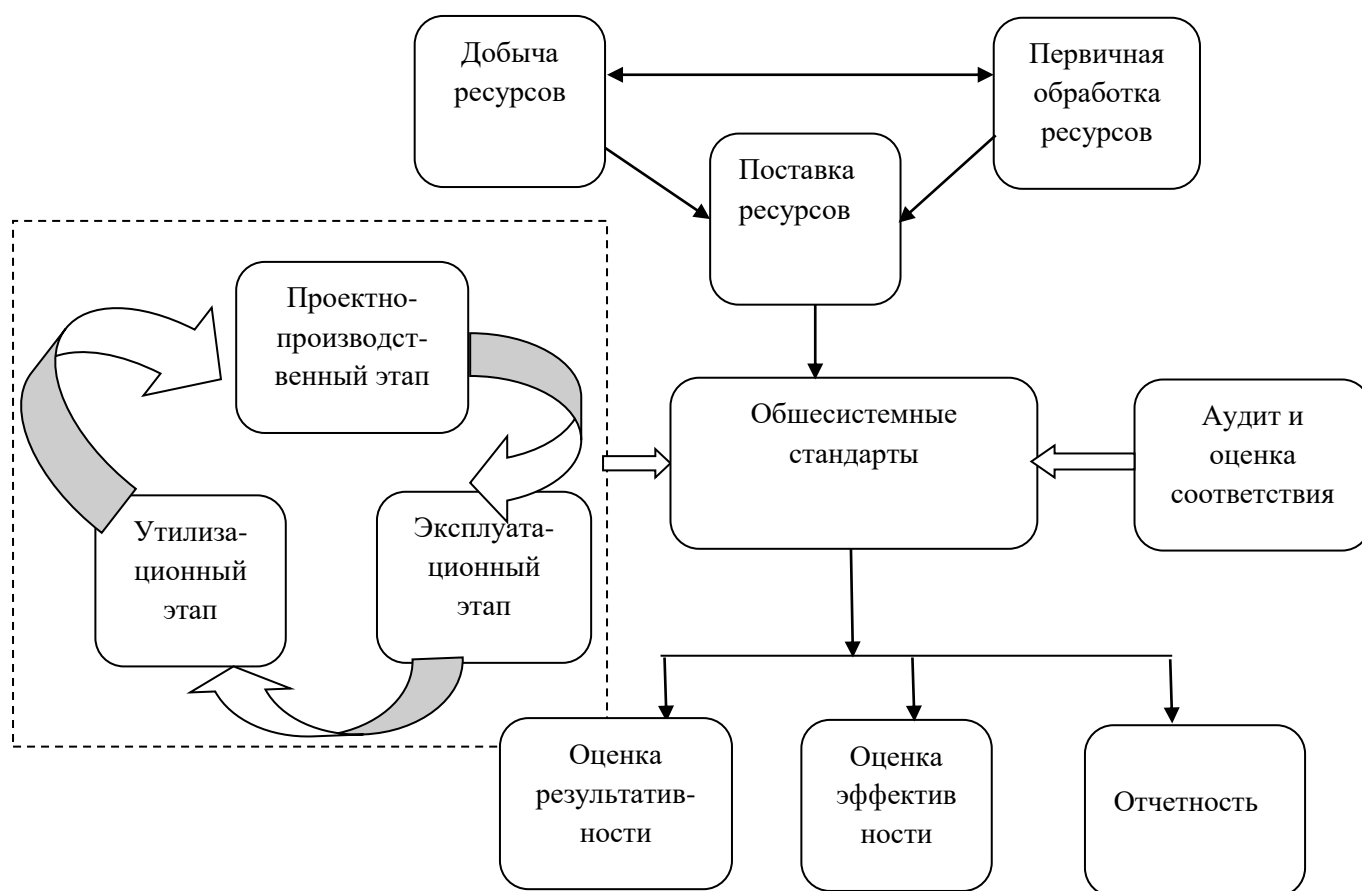 Добыча
ресурсов
Первичная
обработка
ресурсов
Поставка
ресурсов
Проектно-
производст-
венный этап
Утилиза-
ционный
этап
Эксплуата-
ционный
этап
Обшесистемные
стандарты
Аудит и
оценка
соответствия
Оценка
результатив-
ности
Оценка
эффектив
ности
Отчетность